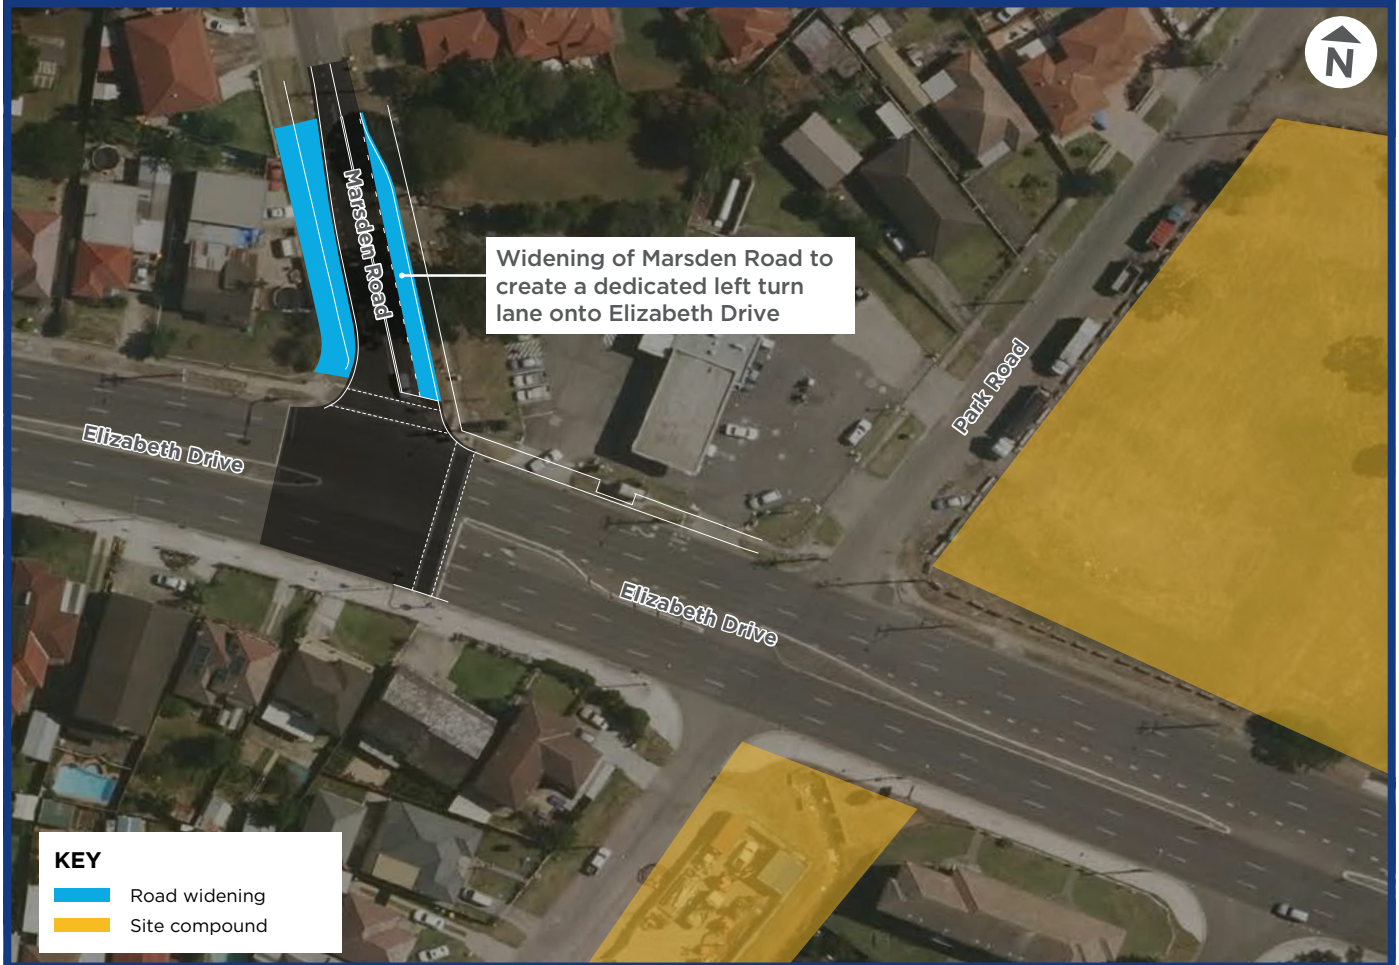 N
Marsden Road
Widening of Marsden Road to
create a dedicated left turn
lane onto Elizabeth Drive
Park Road
Elizabeth Drive
Elizabeth Drive
KEY
Road widening
Site compound